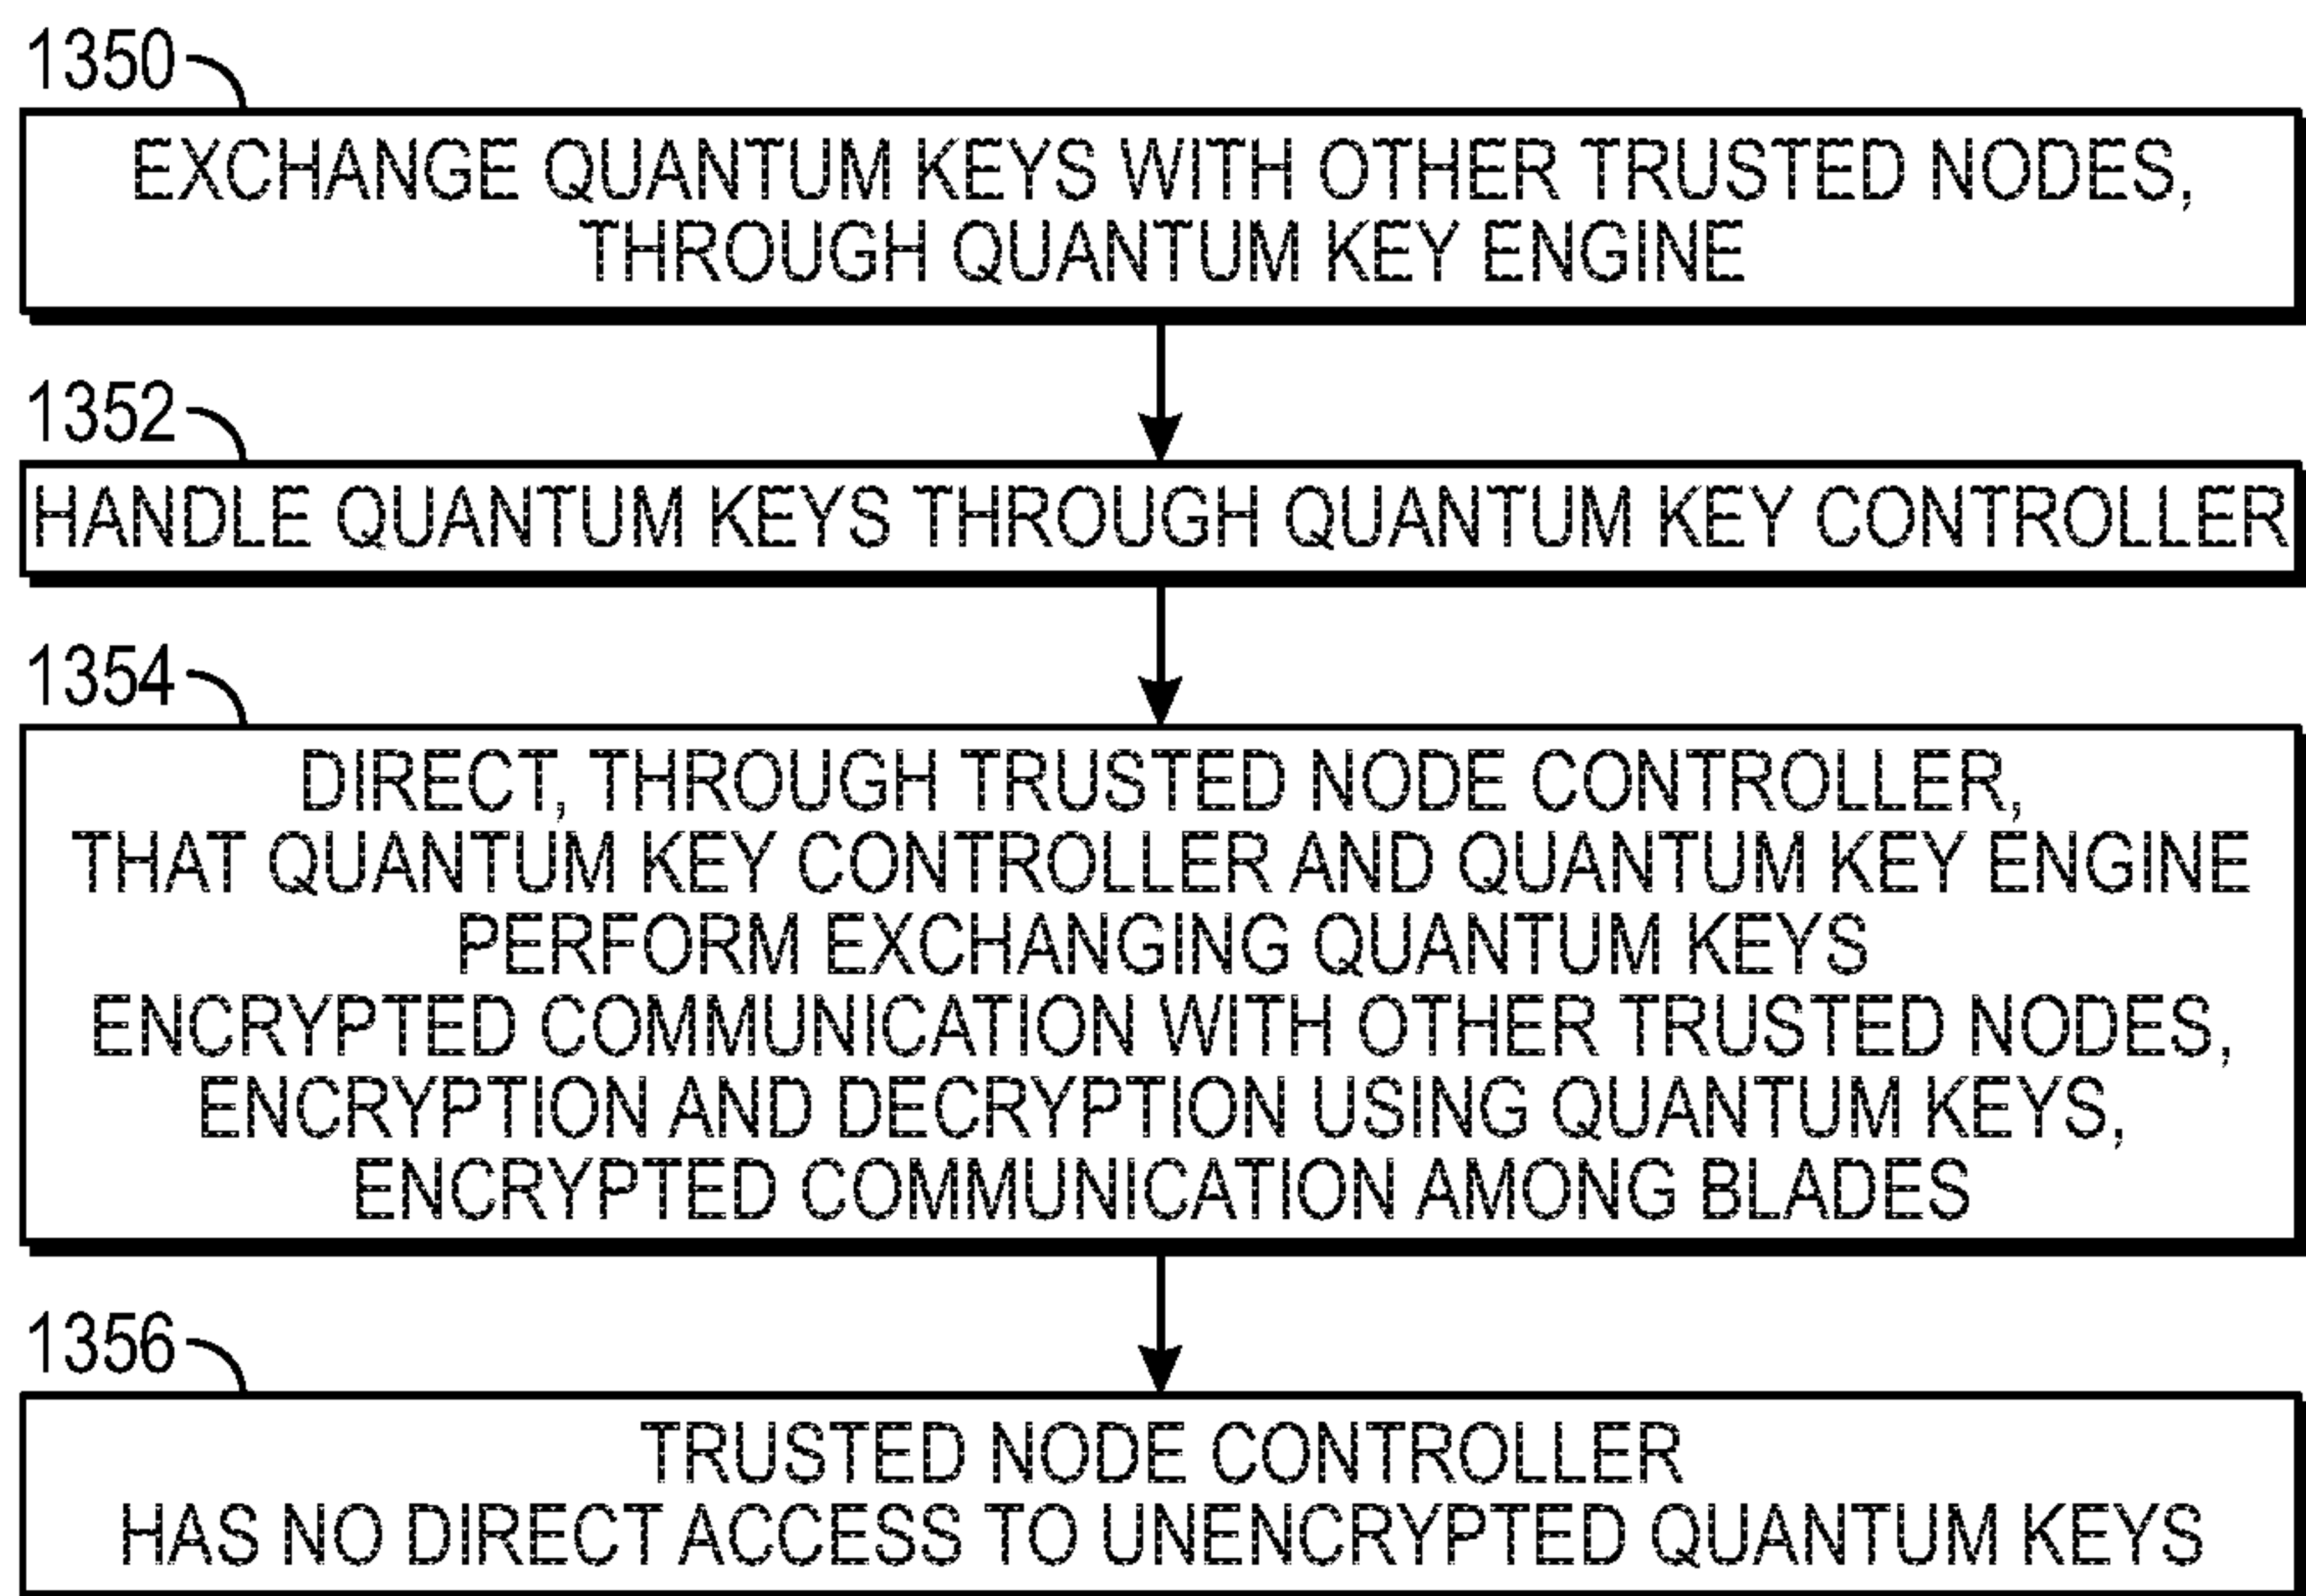 1350
EXCHANGE QUANTUM KEYS WITH OTHER TRUSTED NODES,
THROUGH QUANTUM KEY ENGINE
1352
HANDLE QUANTUM KEYS THROUGH QUANTUM KEY CONTROLLER
1354
DIRECT, THROUGH TRUSTED NODE CONTROLLER,
THAT QUANTUM KEY CONTROLLER AND QUANTUM KEY ENGINE
PERFORM EXCHANGING QUANTUM KEYS
ENCRYPTED COMMUNICATION WITH OTHER TRUSTED NODES,
ENCRYPTION AND DECRYPTION USING QUANTUM KEYS,
ENCRYPTED COMMUNICATION AMONG BLADES
1356
TRUSTED NODE CONTROLLER
HAS NO DIRECT ACCESS TO UNENCRYPTED QUANTUM KEYS